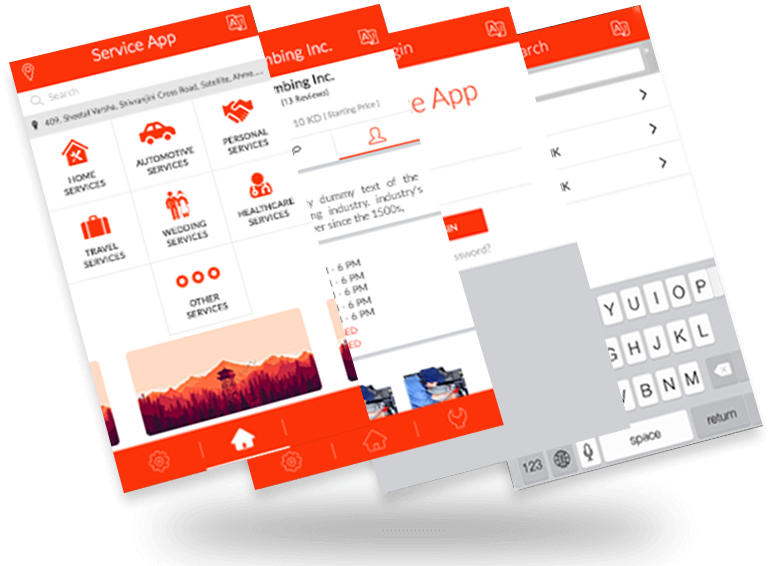 Service App
Search
409, Sheetal Varsha, Shivranjini Cross Road, Satellite, Ahme....
HOME
SERVICES
AUTOMOTIVE
SERVICES
PERSONAL
SERVICES
TRAVEL
SERVICES
WEDDING
SERVICES
HEALTHCARE
SERVICES
OTHER
SERVICES
mbing Inc.
mbing Inc.
(13 Reviews)
10 KD [ Starting Price ]
y dummy text of the
ng industry. industry's
er since the 1500s,
- 6 PM
- 6 PM
- 6 PM
- 6 PM
- 6 PM
ED
ED
gin
e App
IN
ssword?
arch
IK
K
Y U I O P
G H J K L
V B N M
123
space
return